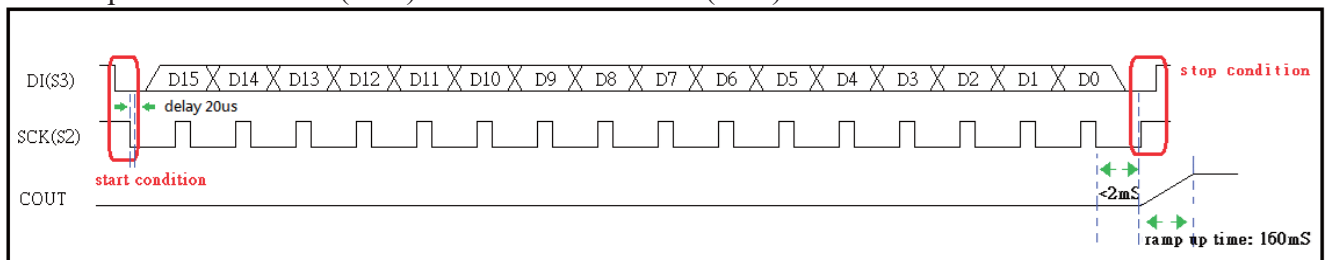 DI(S3) D15 D14 D13 D12 D11 D10 D9 D8 D7 D6 D5 D4 D3 D2 D1 D0 stop condition
delay 20us
SCK(S2)
start condition
<2mS
COUT
ramp up time: 160mS